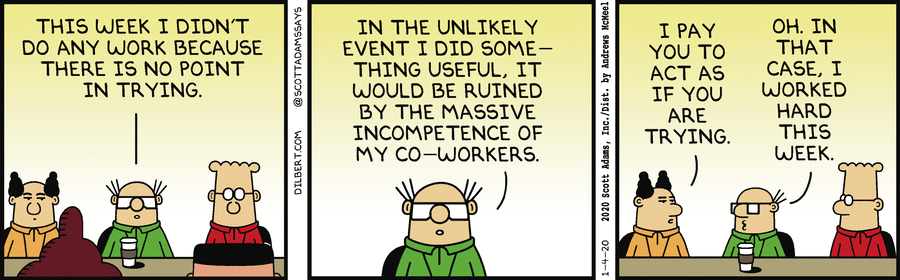 THIS WEEK I DIDN'T
DO ANY WORK BECAUSE
THERE IS NO POINT
IN TRYING.
DILBERT.COM @SCOTTADAMSSAYS
IN THE UNLIKELY
EVENT I DID SOME—
THING USEFUL, IT
WOULD BE RUINED
BY THE MASSIVE
INCOMPETENCE OF
MY CO—WORKERS.
1-4-20 2020 Scott Adams, Inc./Dist. by Andrews McMeel
I PAY
YOU TO
ACT AS
IF YOU
ARE
TRYING.
OH. IN
THAT
CASE, I
WORKED
HARD
THIS
WEEK.